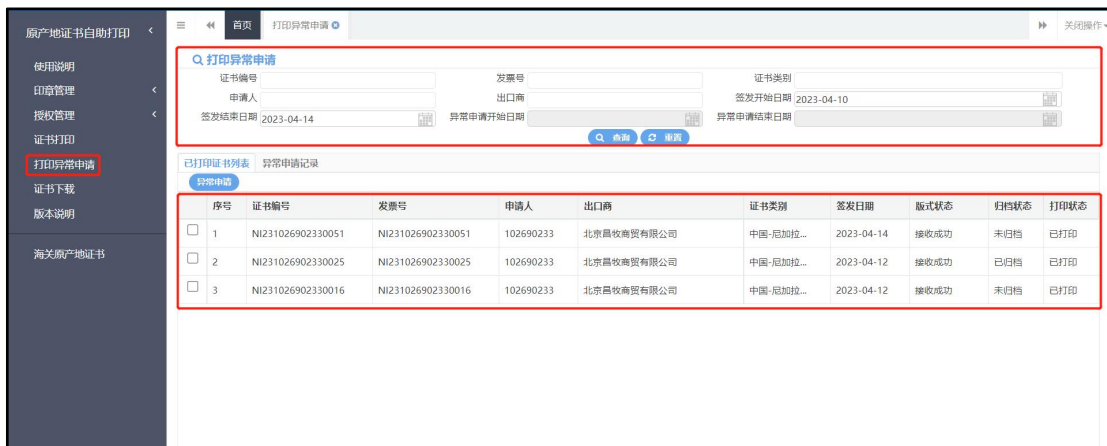 原产地证书自助打印
首页 打印异常申请 关闭操作
使用说明
印章管理
授权管理
证书打印
打印异常申请
证书下载
版本说明
海关原产地证书
打印异常申请
证书编号 发票号 证书类别
申请人 出口商 签发开始日期 2023-04-10
签发结束日期 2023-04-14 异常申请开始日期 异常申请结束日期
查询 重置
已打印证书列表 异常申请记录
异常申请
序号 证书编号 发票号 申请人 出口商 证书类别 签发日期 版式状态 归档状态 打印状态
1 NI231026902330051 NI231026902330051 102690233 北京昌牧商贸有限公司 中国-尼加拉... 2023-04-14 接收成功 未归档 已打印
2 NI231026902330025 NI231026902330025 102690233 北京昌牧商贸有限公司 中国-尼加拉... 2023-04-12 接收成功 已归档 已打印
3 NI231026902330016 NI231026902330016 102690233 北京昌牧商贸有限公司 中国-尼加拉... 2023-04-12 接收成功 未归档 已打印